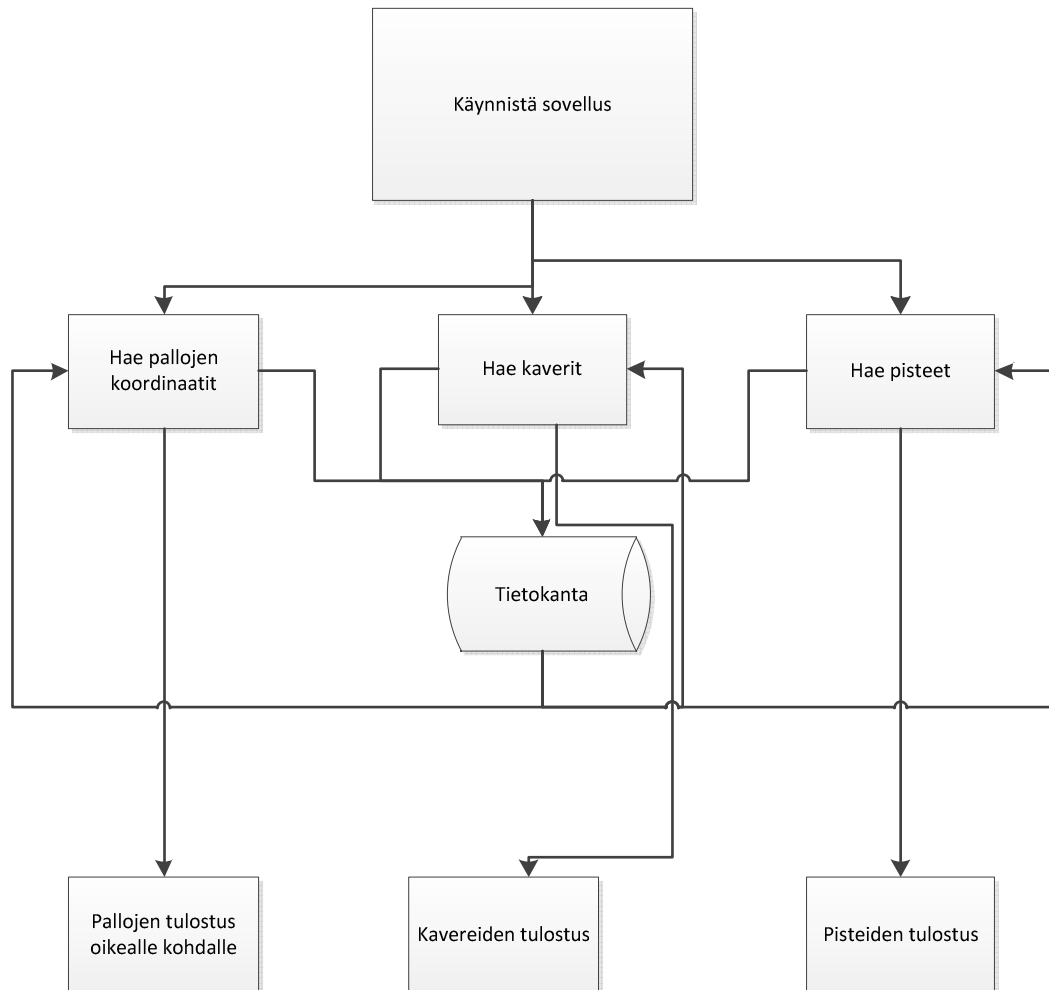 Käynnistä sovellus
Hae pallojen
koordinaatit
Hae kaverit
Hae pisteet
Tietokanta
Pallojen tulostus
oikealle kohdalle
Kavereiden tulostus
Pisteiden tulostus